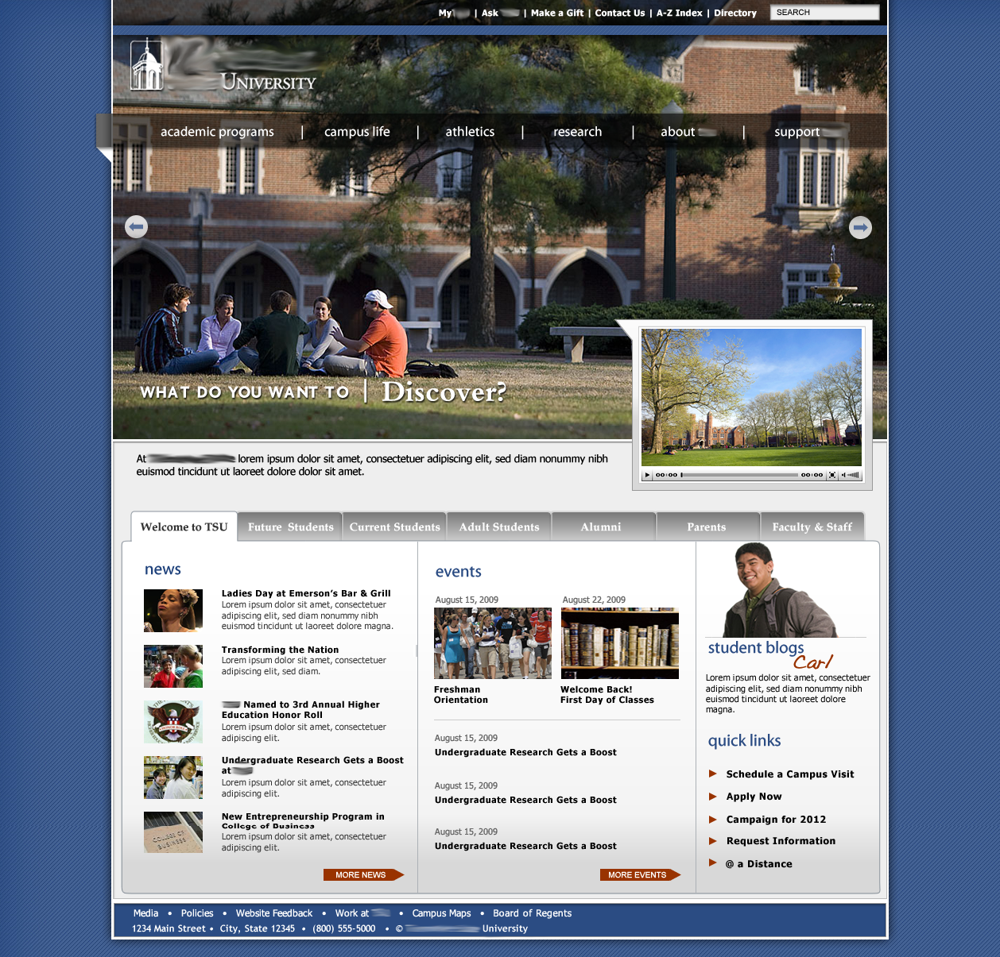 My | Ask | Make a Gift | Contact Us | A-Z Index | Directory
SEARCH
UNIVERSITY
academic programs | campus life | athletics | research | about | support
WHAT DO YOU WANT TO | Discover?
00:00 00:00
At lorem ipsum dolor sit amet, consectetuer adipiscing elit, sed diam nonummy nibh
euismod tincidunt ut laoreet dolore dolor sit amet.
Welcome to TSU
Future Students
Current Students
Adult Students
Alumni
Parents
Faculty & Staff
news
Ladies Day at Emerson's Bar & Grill
Lorem ipsum dolor sit amet, consectetuer
adipiscing elit, sed diam nonummy nibh
euismod tincidunt ut laoreet dolore magna.
Transforming the Nation
Lorem ipsum dolor sit amet, consectetuer
adipiscing elit, sed diam.
Named to 3rd Annual Higher
Education Honor Roll
Lorem ipsum dolor sit amet, consectetuer
adipiscing elit.
HONOR ROLL
Undergraduate Research Gets a Boost
at
Lorem ipsum dolor sit amet, consectetuer
adipiscing elit.
New Entrepreneurship Program in
College of Business
Lorem ipsum dolor sit amet, consectetuer
adipiscing elit.
COLLEGE OF
BUSINESS
MORE NEWS
events
August 15, 2009
Freshman
Orientation
August 22, 2009
Welcome Back!
First Day of Classes
August 15, 2009
Undergraduate Research Gets a Boost
August 15, 2009
Undergraduate Research Gets a Boost
August 15, 2009
Undergraduate Research Gets a Boost
MORE EVENTS
student blogs
Carl
Lorem ipsum dolor sit amet, consectetuer
adipiscing elit, sed diam nonummy nibh
euismod tincidunt ut laoreet dolore
magna.
quick links
Schedule a Campus Visit
Apply Now
Campaign for 2012
Request Information
@ a Distance
Media • Policies • Website Feedback • Work at • Campus Maps • Board of Regents
1234 Main Street • City, State 12345 • (800) 555-5000 • © University